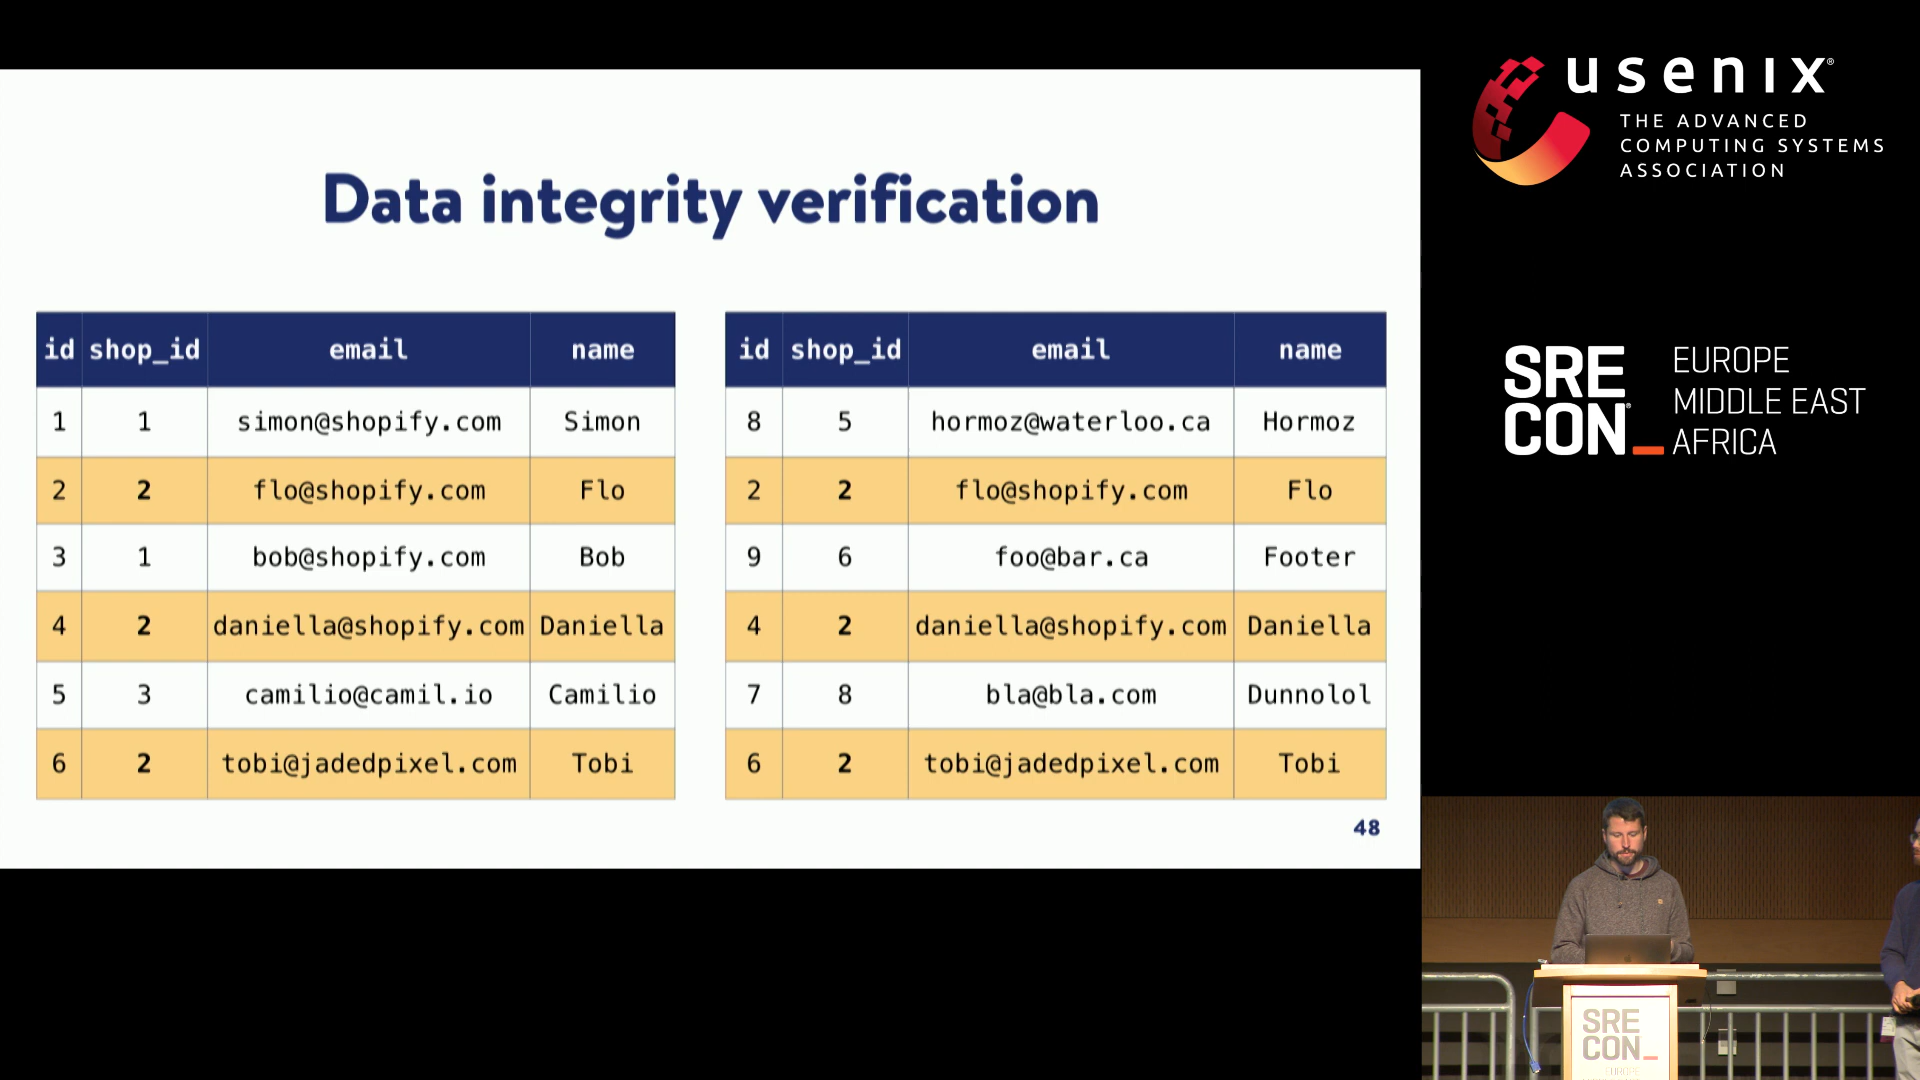 Data integrity verification
id shop_id email name
1 1 simon@shopify.com Simon
2 2 flo@shopify.com Flo
3 1 bob@shopify.com Bob
4 2 daniella@shopify.com Daniella
5 3 camilio@camil.io Camilio
6 2 tobi@jadedpixel.com Tobi
id shop_id email name
8 5 hormoz@waterloo.ca Hormoz
2 2 flo@shopify.com Flo
9 6 foo@bar.ca Footer
4 2 daniella@shopify.com Daniella
7 8 bla@bla.com Dunnolol
6 2 tobi@jadedpixel.com Tobi
48
usenix®
THE ADVANCED
COMPUTING SYSTEMS
ASSOCIATION
SRE
CON®_
EUROPE
MIDDLE EAST
AFRICA
SRE
CON_
EUROPE